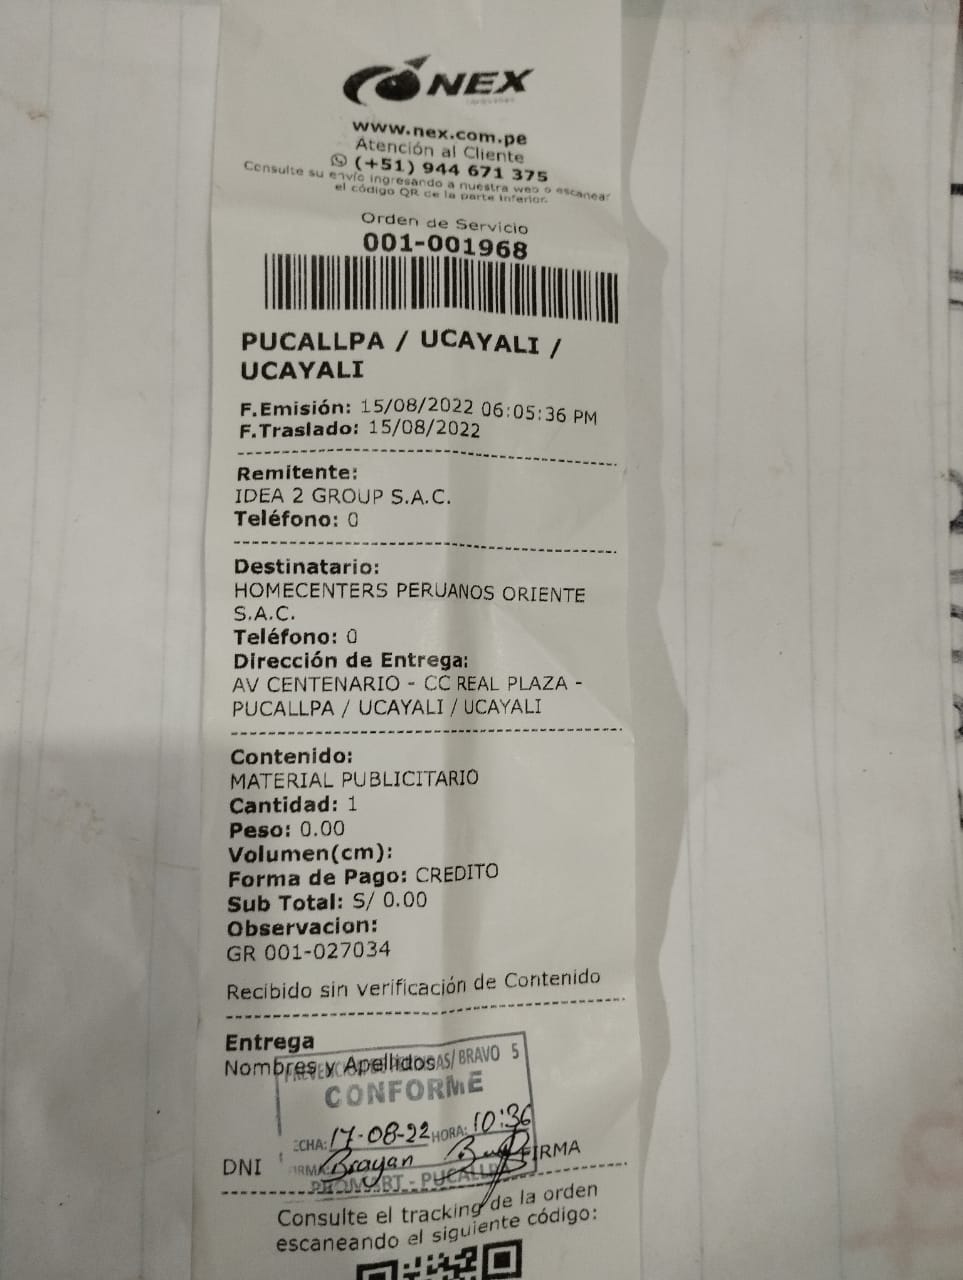 NEX
www.nex.com.pe
Atención al Cliente
(+51) 944 671 375
Consulte su envío ingresando a nuestra web o escanear
el código QR de la parte inferior.
Orden de Servicio
001-001968
PUCALLPA / UCAYALI /
UCAYALI
F.Emisión: 15/08/2022 06:05:36 PM
F.Traslado: 15/08/2022
Remitente:
IDEA 2 GROUP S.A.C.
Teléfono: 0
Destinatario:
HOMECENTERS PERUANOS ORIENTE
S.A.C.
Teléfono: 0
Dirección de Entrega:
AV CENTENARIO - CC REAL PLAZA -
PUCALLPA / UCAYALI / UCAYALI
Contenido:
MATERIAL PUBLICITARIO
Cantidad: 1
Peso: 0.00
Volumen(cm):
Forma de Pago: CREDITO
Sub Total: S/ 0.00
Observacion:
GR 001-027034
Recibido sin verificación de Contenido
Entrega
Nombres y Apellidos
BRAVO 5
CONFORME
ECHA: 17-08-22 HORA: 10:36
DNI Brayan FIRMA
PROMART - PUCALLPA
Consulte el tracking de la orden
escaneando el siguiente código: